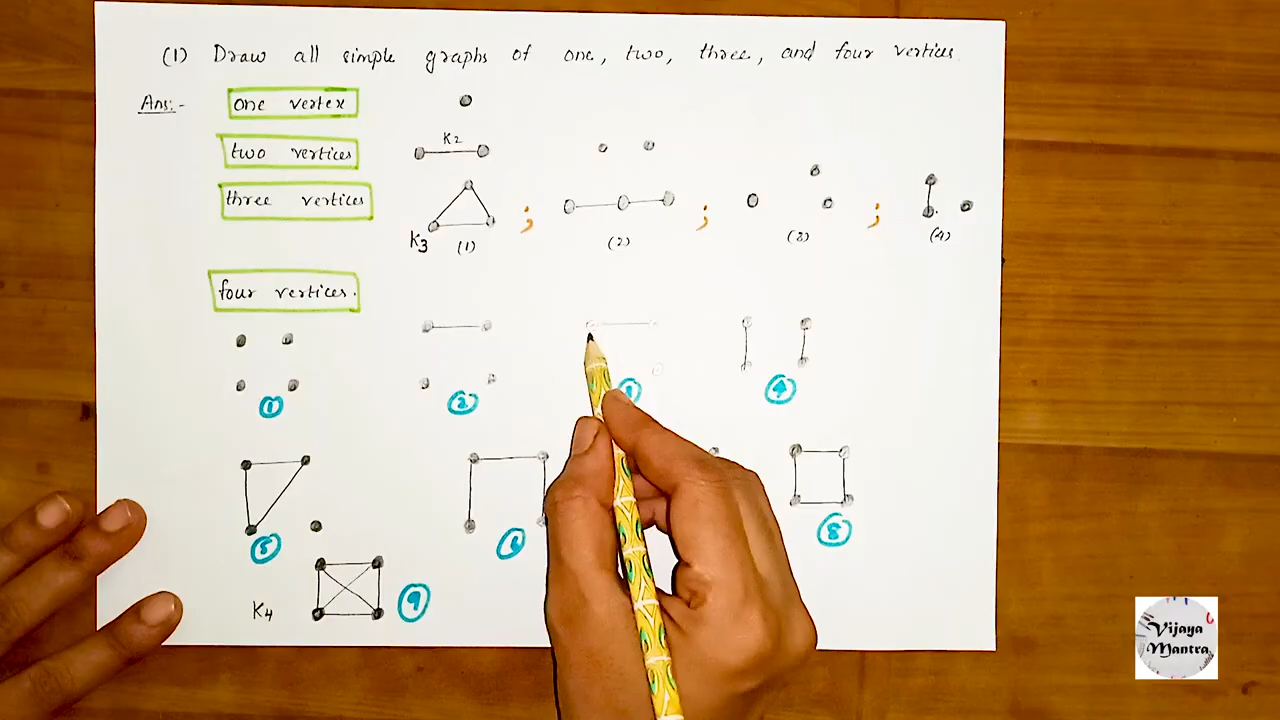 (1) Draw all simple graphs of one, two, three, and four vertices.
Ans:-
one vertex
two vertices
K2
three vertices
K3
(1)
;
(2)
;
(3)
;
(4)
four vertices.
1
2
4
5
6
8
K4
9
Vijaya
Mantra